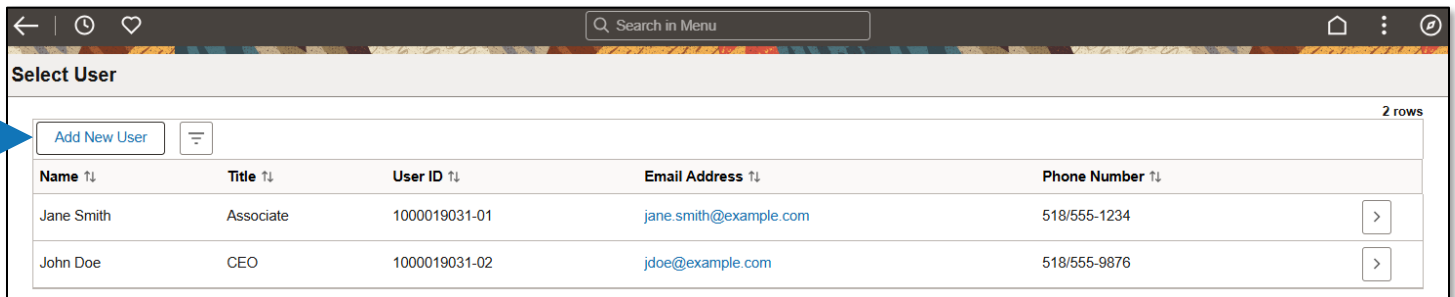 Search in Menu
Select User
2 rows
Add New User
Name Title User ID Email Address Phone Number
Jane Smith Associate 1000019031-01 jane.smith@example.com 518/555-1234
John Doe CEO 1000019031-02 jdoe@example.com 518/555-9876